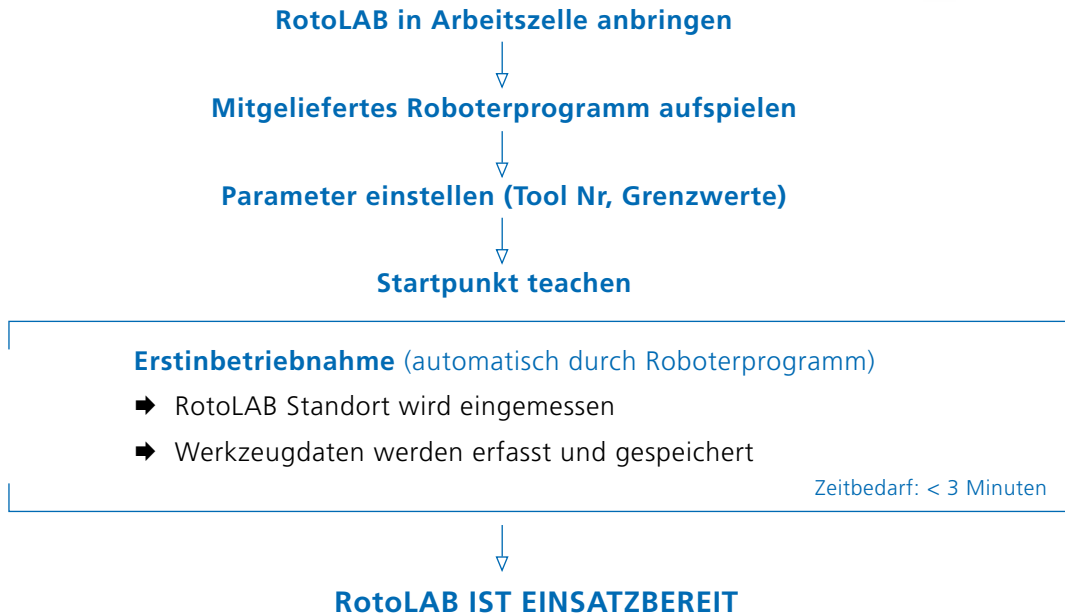 RotoLAB in Arbeitszelle anbringen
Mitgeliefertes Roboterprogramm aufspielen
Parameter einstellen (Tool Nr, Grenzwerte)
Startpunkt teachen
Erstinbetriebnahme (automatisch durch Roboterprogramm)
RotoLAB Standort wird eingemessen
Werkzeugdaten werden erfasst und gespeichert
Zeitbedarf: < 3 Minuten
RotoLAB IST EINSATZBEREIT